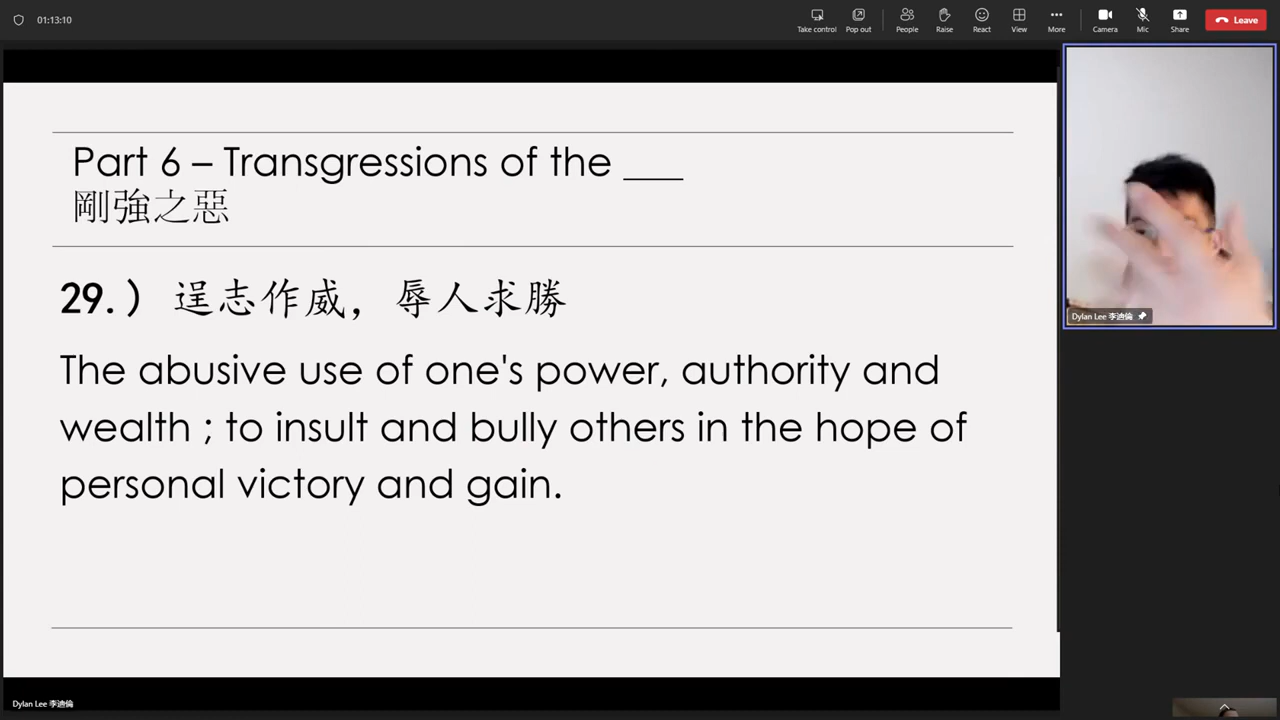 01:13:10
Take control
Pop out
People
Raise
React
View
More
Camera
Mic
Share
Leave
Part 6 – Transgressions of the ___
剛強之惡
29.) 逞志作威，辱人求勝
The abusive use of one's power, authority and
wealth ; to insult and bully others in the hope of
personal victory and gain.
Dylan Lee 李迪倫
Dylan Lee 李迪倫